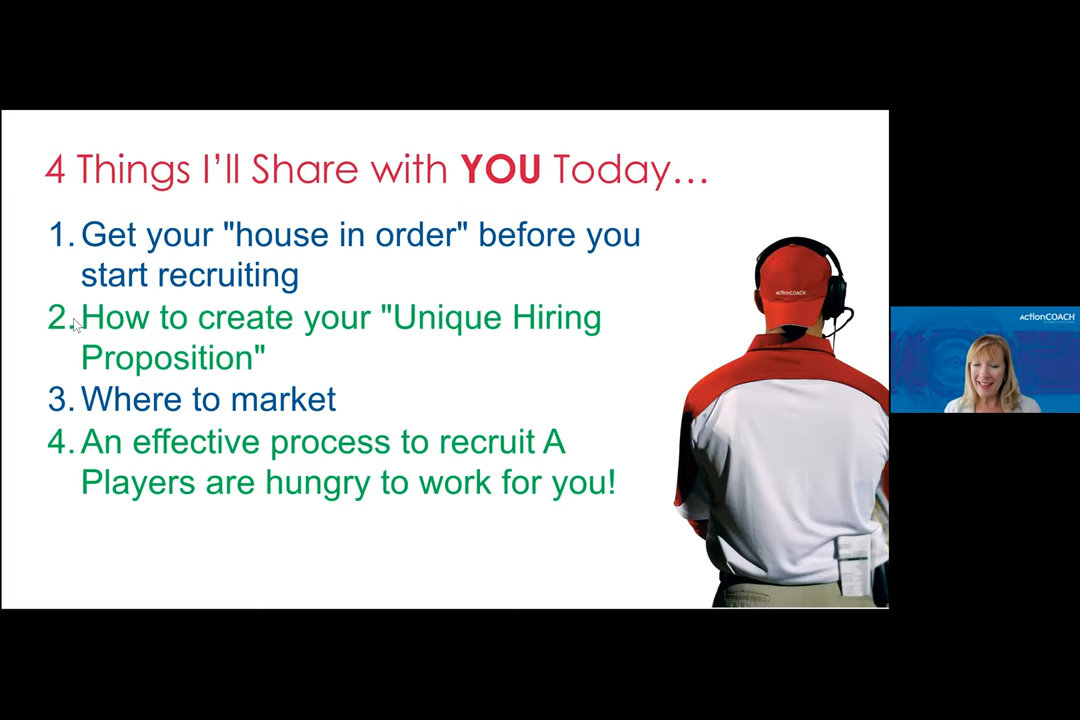 4 Things I'll Share with YOU Today…
1. Get your "house in order" before you
start recruiting
2. How to create your "Unique Hiring
Proposition"
3. Where to market
4. An effective process to recruit A
Players are hungry to work for you!
ActionCOACH
ActionCOACH